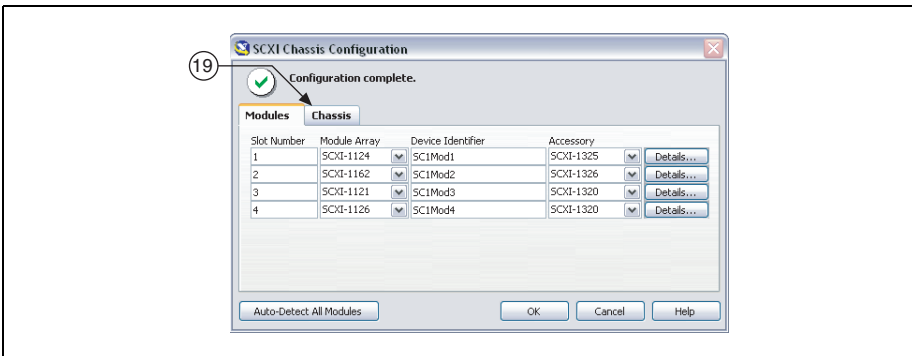 SCXI Chassis Configuration
19
Configuration complete.
Modules Chassis
Slot Number Module Array Device Identifier Accessory
1 SCXI-1124 SC1Mod1 SCXI-1325 Details...
2 SCXI-1162 SC1Mod2 SCXI-1326 Details...
3 SCXI-1121 SC1Mod3 SCXI-1320 Details...
4 SCXI-1126 SC1Mod4 SCXI-1320 Details...
Auto-Detect All Modules OK Cancel Help